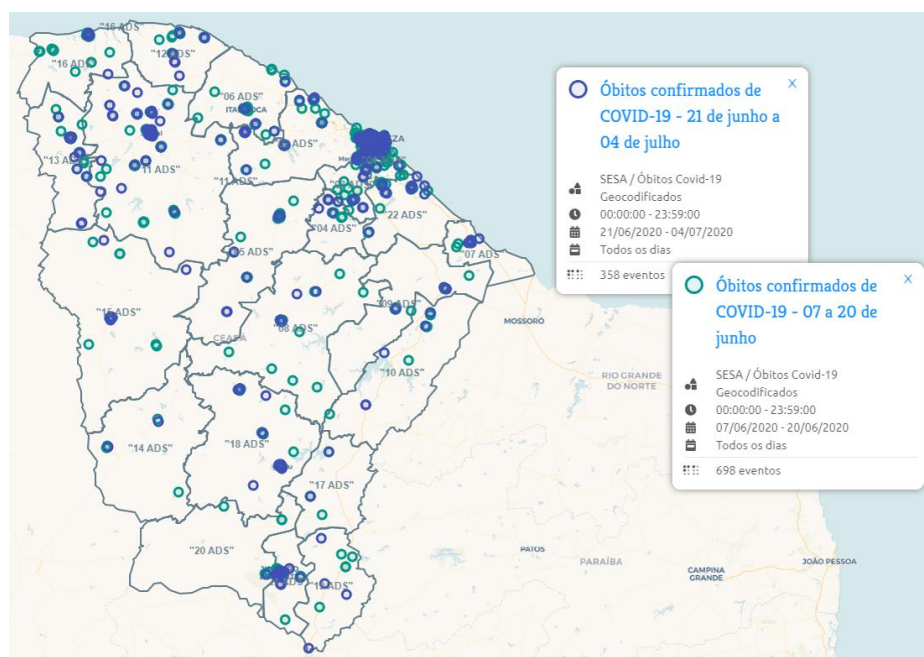 "16 ADS"
"12 ADS"
"16 ADS"
"06 ADS"
"13 ADS"
"11 ADS"
"22 ADS"
"04 ADS"
"07 ADS"
"09 ADS"
"15 ADS"
CEARÁ
"08 ADS"
"10 ADS"
"14 ADS"
"18 ADS"
"17 ADS"
"20 ADS"
"19 ADS"
MOSSORÓ
RIO GRANDE
DO NORTE
PATOS
PARAÍBA
CAMPINA
GRANDE
JOÃO PESSOA
Óbitos confirmados de
COVID-19 - 21 de junho a
04 de julho
X
SESA / Óbitos Covid-19
Geocodificados
00:00:00 - 23:59:00
21/06/2020 - 04/07/2020
Todos os dias
358 eventos
Óbitos confirmados de
COVID-19 - 07 a 20 de
junho
X
SESA / Óbitos Covid-19
Geocodificados
00:00:00 - 23:59:00
07/06/2020 - 20/06/2020
Todos os dias
698 eventos